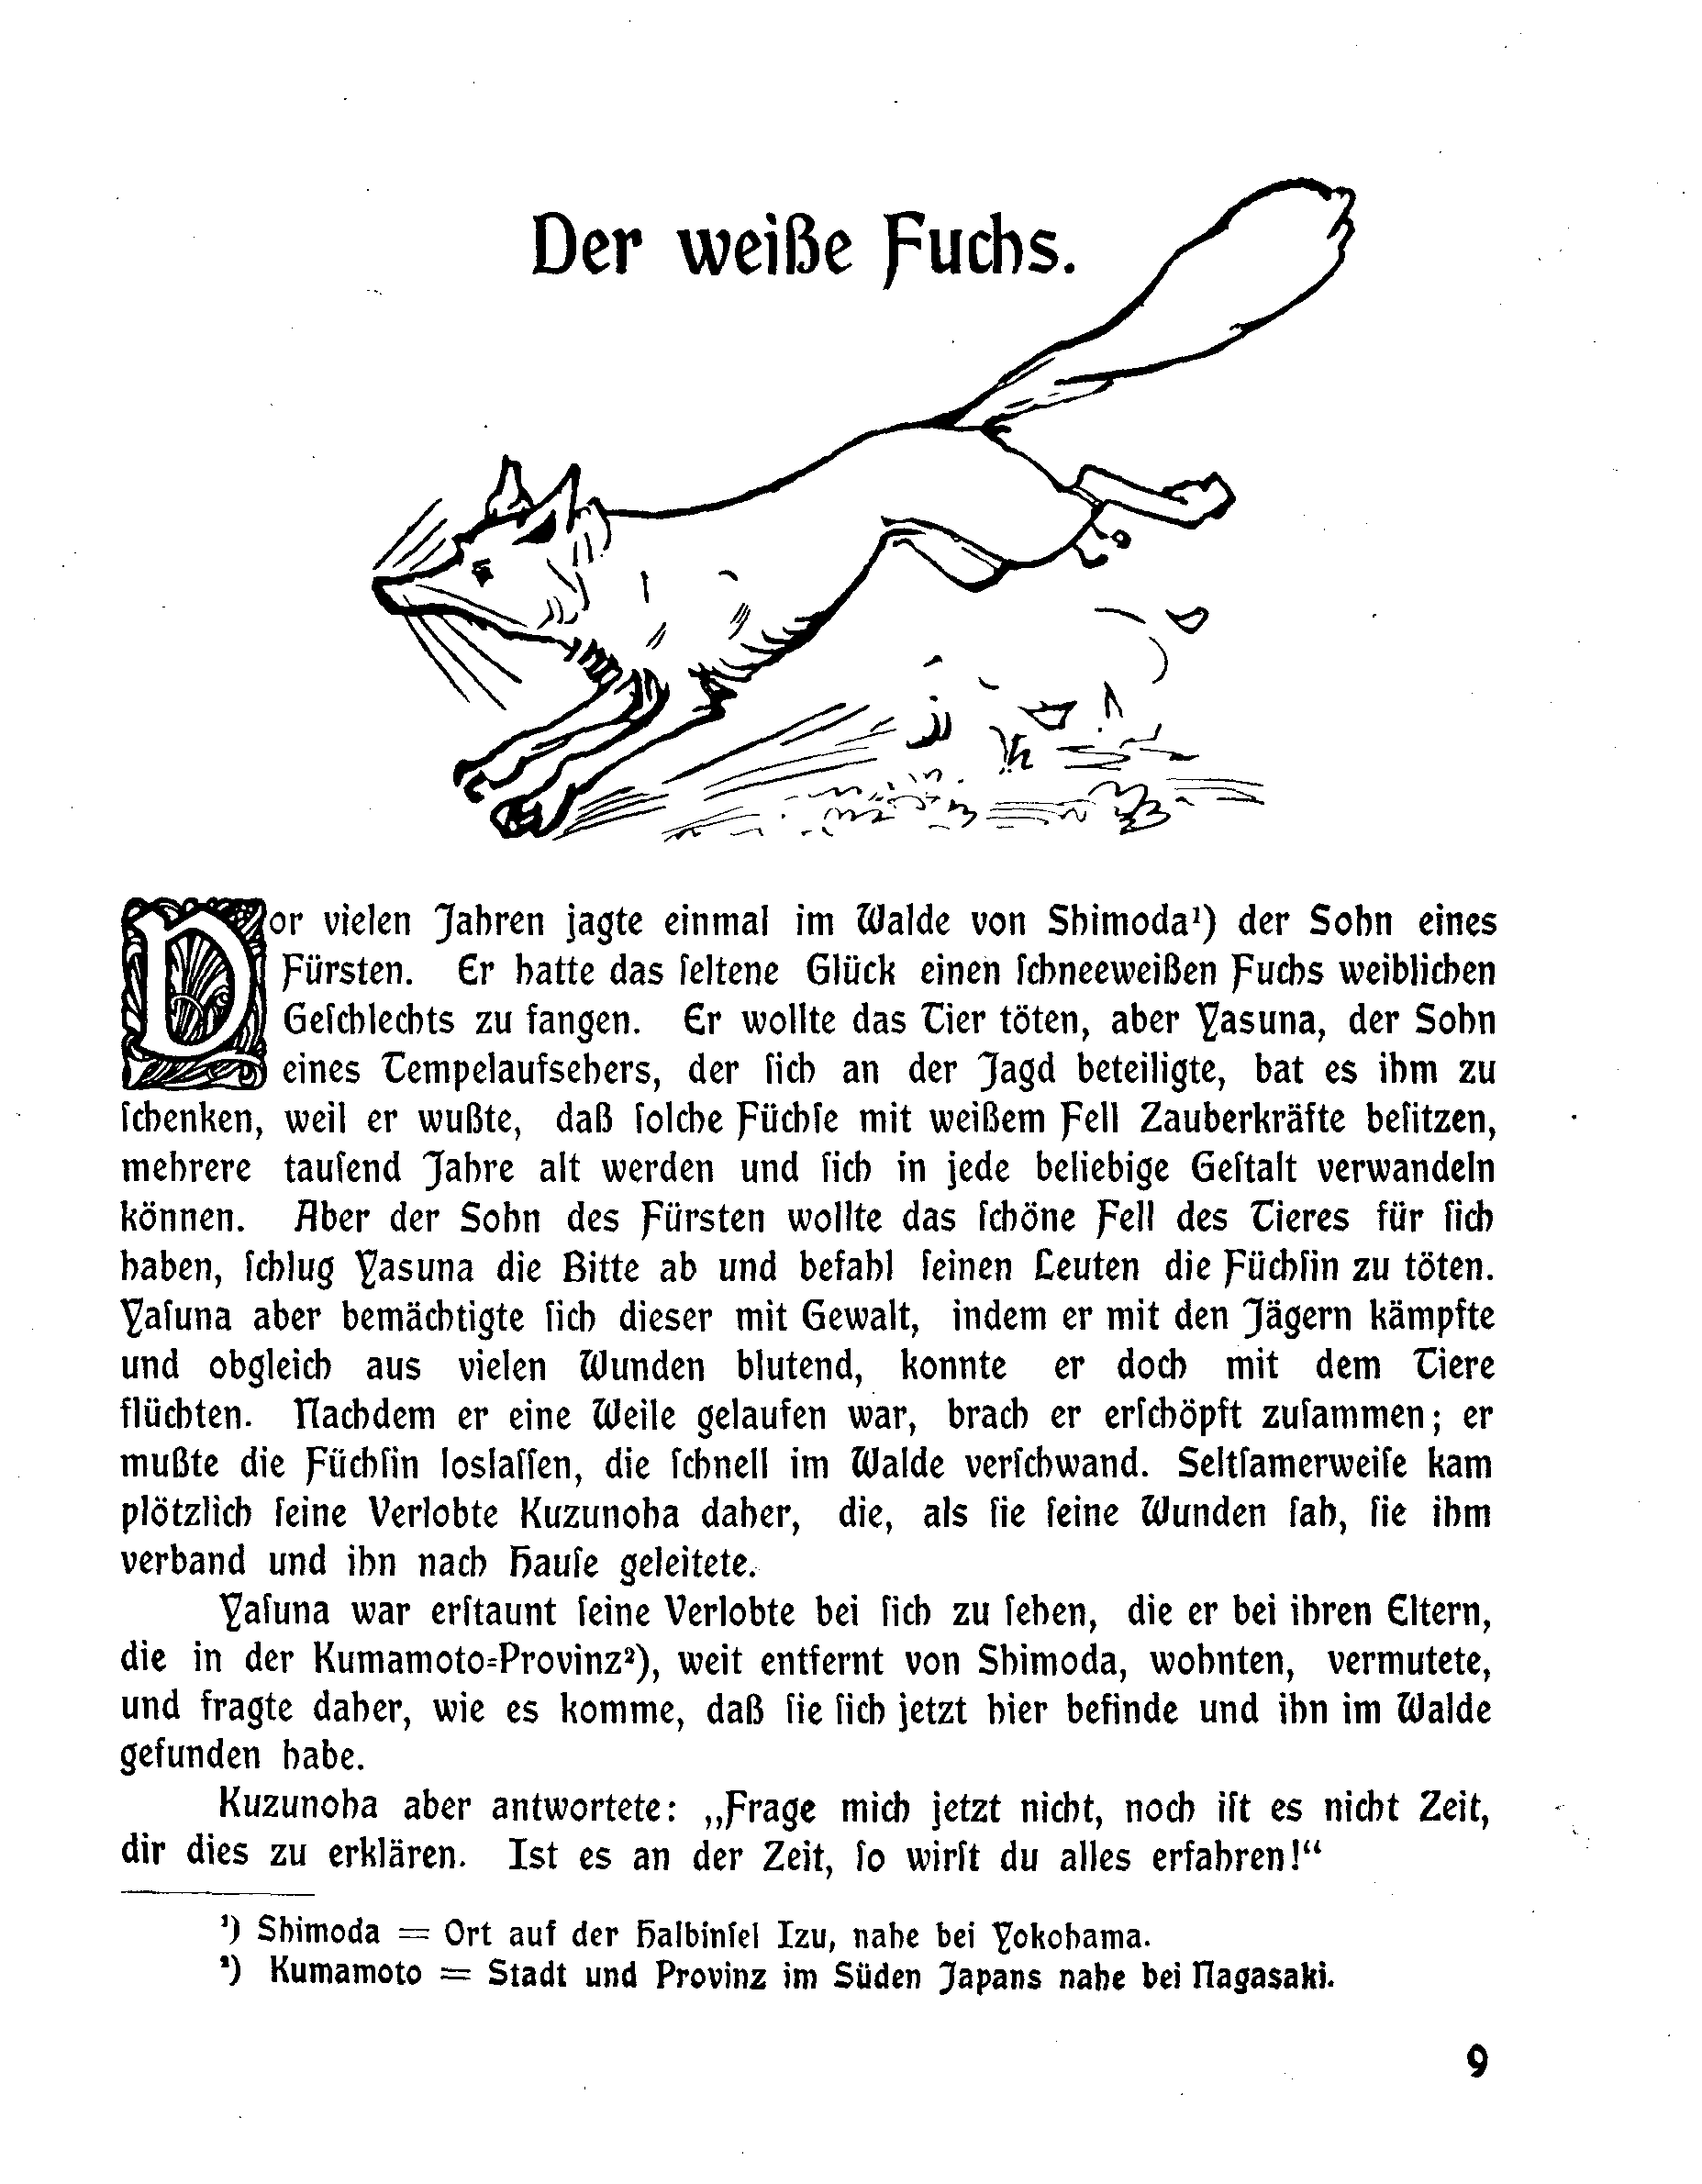 Der weiße Fuchs.
Vor vielen Jahren jagte einmal im Walde von Shimoda¹) der Sohn eines
Fürsten. Er hatte das ſeltene Glück einen ſchneeweißen Fuchs weiblichen
Geſchlechts zu fangen. Er wollte das Tier töten, aber Yasuna, der Sohn
eines Tempelaufsehers, der ſich an der Jagd beteiligte, bat es ihm zu
ſchenken, weil er wußte, daß ſolche Füchſe mit weißem Fell Zauberkräfte beſitzen,
mehrere tauſend Jahre alt werden und ſich in jede beliebige Geſtalt verwandeln
können. Aber der Sohn des Fürsten wollte das ſchöne Fell des Tieres für ſich
haben, ſchlug Yasuna die Bitte ab und befahl ſeinen Leuten die Füchſin zu töten.
Yaſuna aber bemächtigte ſich dieser mit Gewalt, indem er mit den Jägern kämpfte
und obgleich aus vielen Wunden blutend, konnte er doch mit dem Tiere
flüchten. Nachdem er eine Weile gelaufen war, brach er erſchöpft zuſammen; er
mußte die Füchſin loslaſſen, die ſchnell im Walde verſchwand. Seltſamerweiſe kam
plötzlich ſeine Verlobte Kuzunoha daher, die, als ſie ſeine Wunden ſah, ſie ihm
verband und ihn nach Hauſe geleitete.
Yaſuna war erſtaunt ſeine Verlobte bei ſich zu ſehen, die er bei ihren Eltern,
die in der Kumamoto=Provinz²), weit entfernt von Shimoda, wohnten, vermutete,
und fragte daher, wie es komme, daß ſie ſich jetzt hier befinde und ihn im Walde
gefunden habe.
Kuzunoha aber antwortete: „Frage mich jetzt nicht, noch iſt es nicht Zeit,
dir dies zu erklären. Ist es an der Zeit, ſo wirſt du alles erfahren!“
¹) Shimoda = Ort auf der Halbinſel Izu, nahe bei Yokohama.
²) Kumamoto = Stadt und Provinz im Süden Japans nahe bei Nagasaki.
9